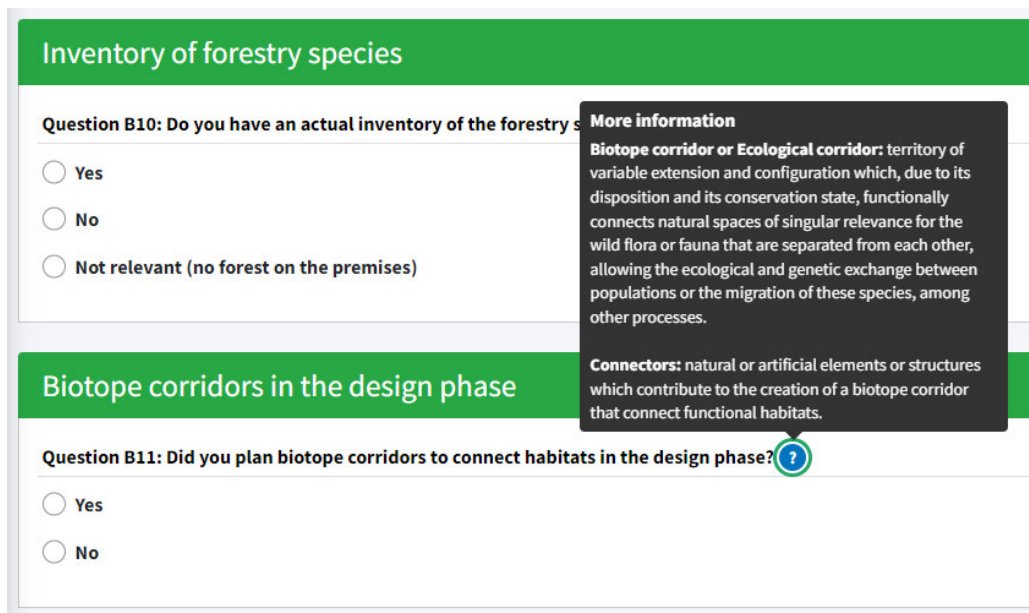 Inventory of forestry species
Question B10: Do you have an actual inventory of the forestry s
Yes
No
Not relevant (no forest on the premises)
More information
Biotope corridor or Ecological corridor: territory of
variable extension and configuration which, due to its
disposition and its conservation state, functionally
connects natural spaces of singular relevance for the
wild flora or fauna that are separated from each other,
allowing the ecological and genetic exchange between
populations or the migration of these species, among
other processes.
Connectors: natural or artificial elements or structures
which contribute to the creation of a biotope corridor
that connect functional habitats.
Biotope corridors in the design phase
Question B11: Did you plan biotope corridors to connect habitats in the design phase? ?
Yes
No